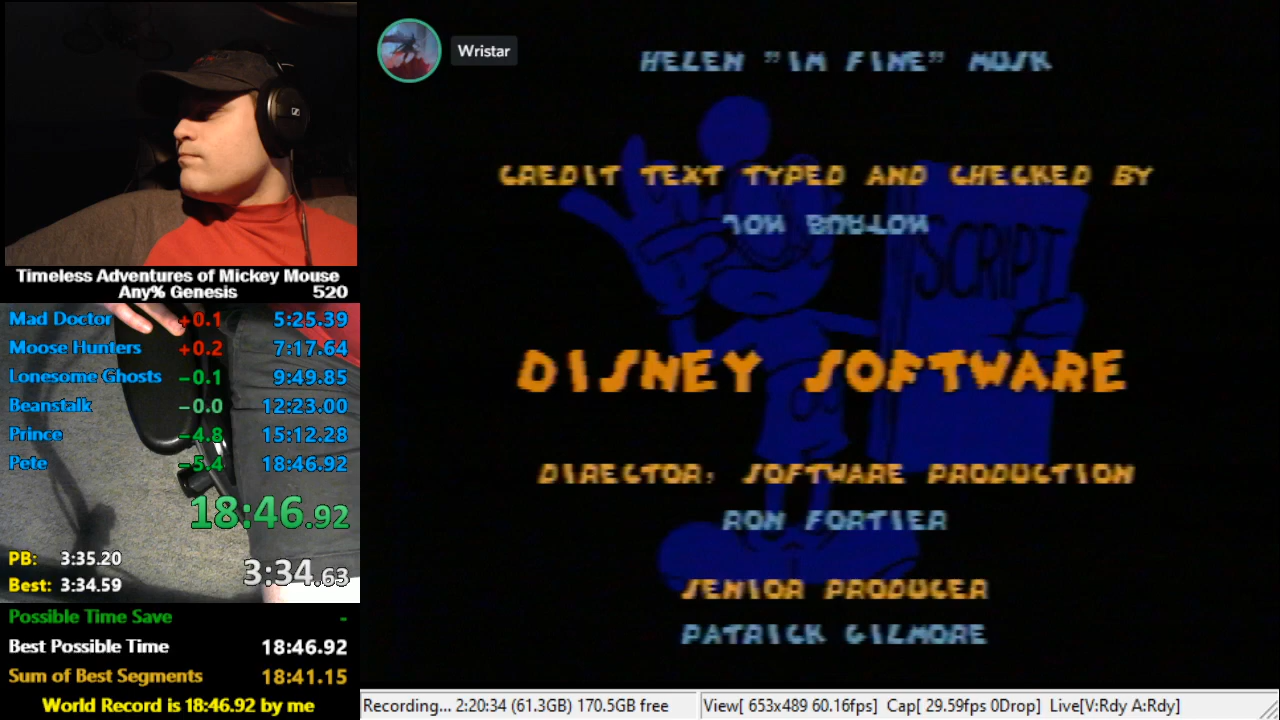 Timeless Adventures of Mickey Mouse
Any% Genesis 520
Mad Doctor +0.1 5:25.39
Moose Hunters +0.2 7:17.64
Lonesome Ghosts −0.1 9:49.85
Beanstalk −0.0 12:23.00
Prince −4.8 15:12.28
Pete −5.4 18:46.92
18:46.92
PB: 3:35.20
Best: 3:34.59
3:34.63
Possible Time Save -
Best Possible Time 18:46.92
Sum of Best Segments 18:41.15
World Record is 18:46.92 by me
Wristar
HELEN "IM FINE" MUSK
CREDIT TEXT TYPED AND CHECKED BY
JON BURTON
SCRIPT
DISNEY SOFTWARE
DIRECTOR, SOFTWARE PRODUCTION
RON FORTIER
SENIOR PRODUCER
PATRICK GILMORE
Recording... 2:20:34 (61.3GB) 170.5GB free
View[ 653x489 60.16fps] Cap[ 29.59fps 0Drop] Live[V:Rdy A:Rdy]